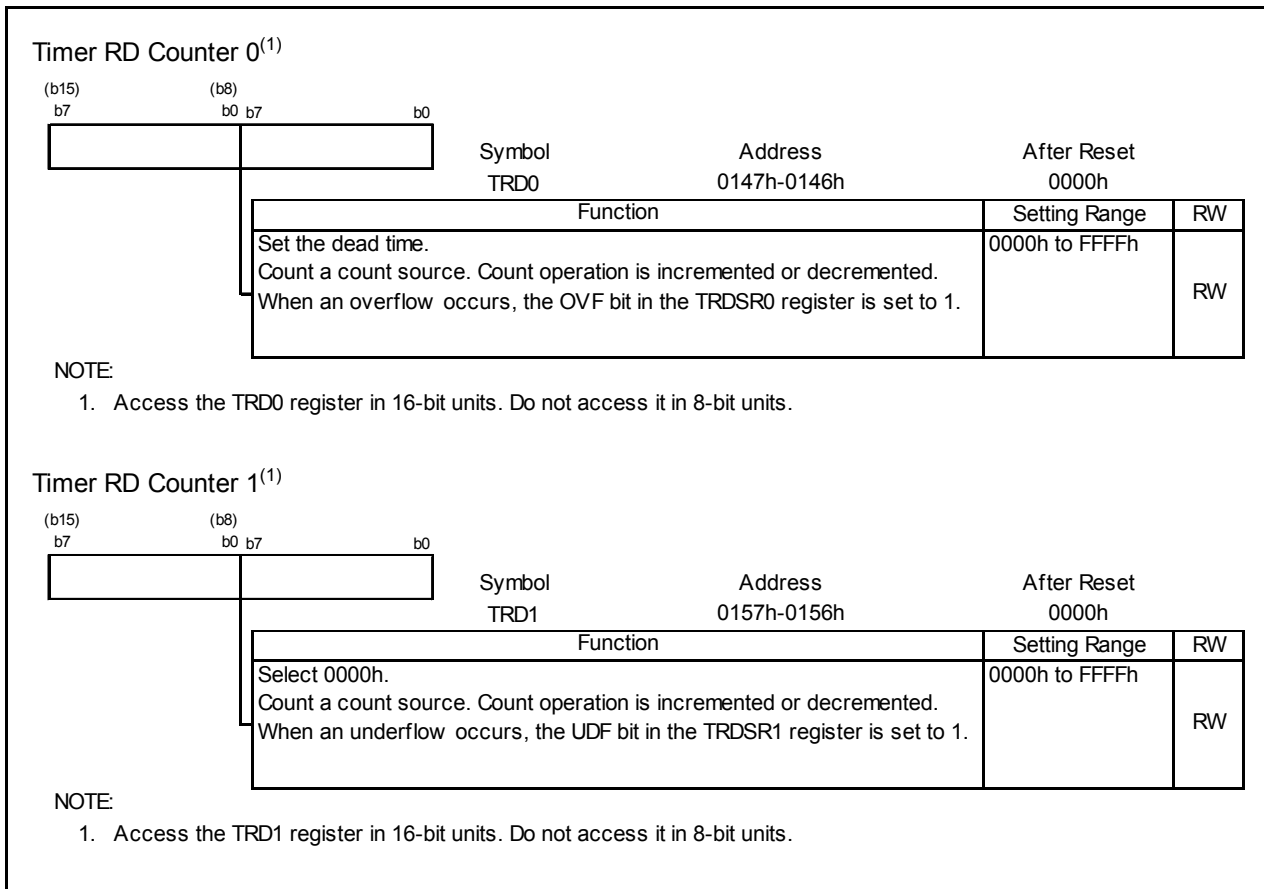 Timer RD Counter 0(1)
(b15) (b8)
b7 b0 b7 b0
Symbol Address After Reset
TRD0 0147h-0146h 0000h
Function Setting Range RW
Set the dead time. 0000h to FFFFh
Count a count source. Count operation is incremented or decremented.
When an overflow occurs, the OVF bit in the TRDSR0 register is set to 1. RW
NOTE:
1. Access the TRD0 register in 16-bit units. Do not access it in 8-bit units.
Timer RD Counter 1(1)
(b15) (b8)
b7 b0 b7 b0
Symbol Address After Reset
TRD1 0157h-0156h 0000h
Function Setting Range RW
Select 0000h. 0000h to FFFFh
Count a count source. Count operation is incremented or decremented.
When an underflow occurs, the UDF bit in the TRDSR1 register is set to 1. RW
NOTE:
1. Access the TRD1 register in 16-bit units. Do not access it in 8-bit units.